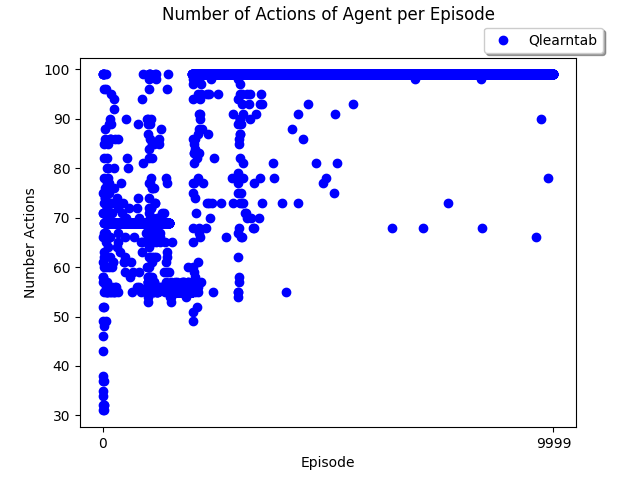 Number of Actions of Agent per Episode
Qlearntab
100
90
80
70
60
50
40
30
Number Actions
0
9999
Episode